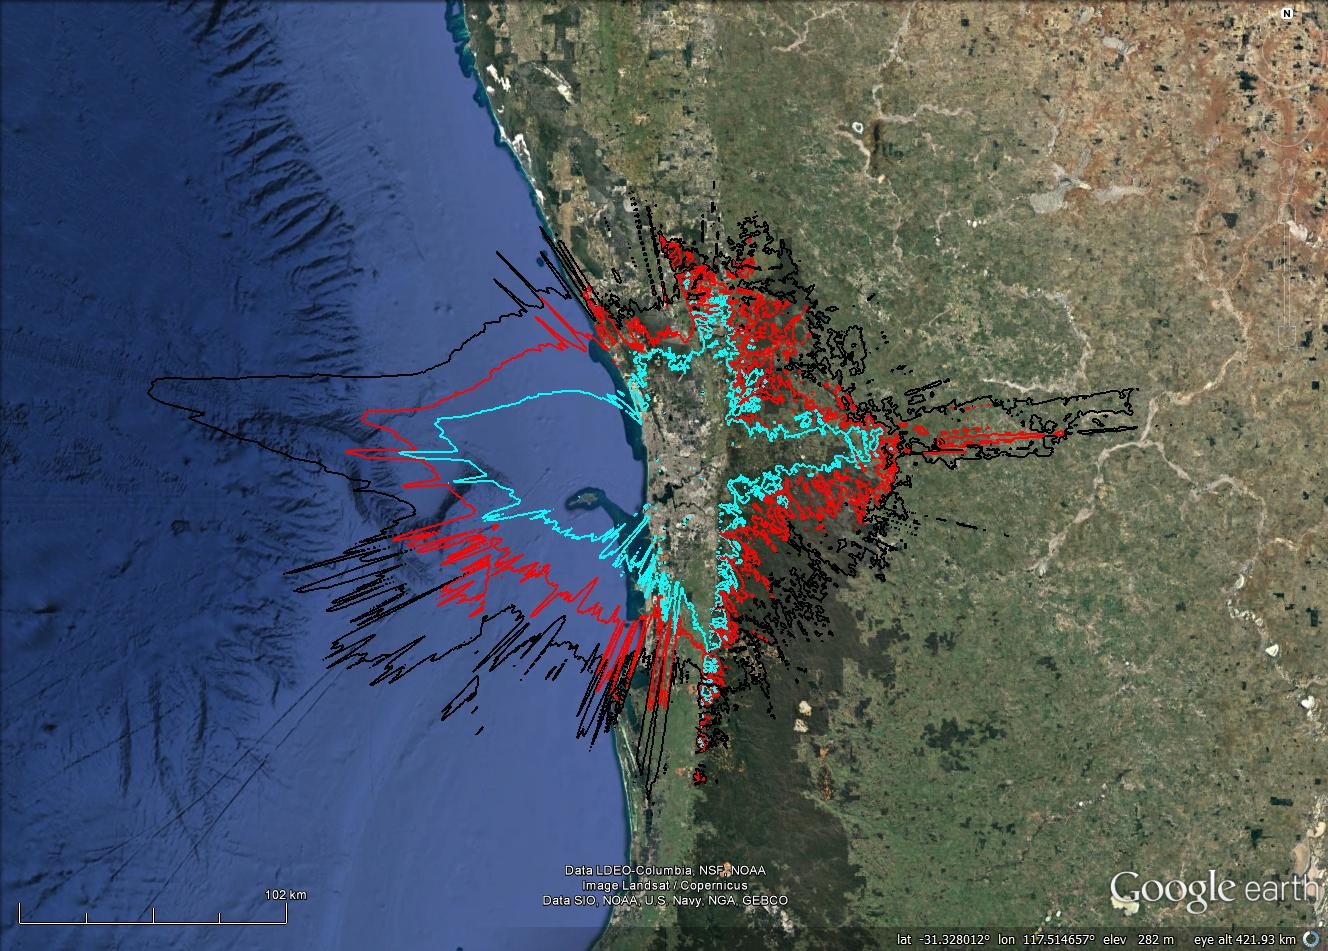 N
102 km
Data LDEO-Columbia, NSF, NOAA
Image Landsat / Copernicus
Data SIO, NOAA, U.S. Navy, NGA, GEBCO
Google earth
lat -31.328012° lon 117.514657° elev 282 m eye alt 421.93 km